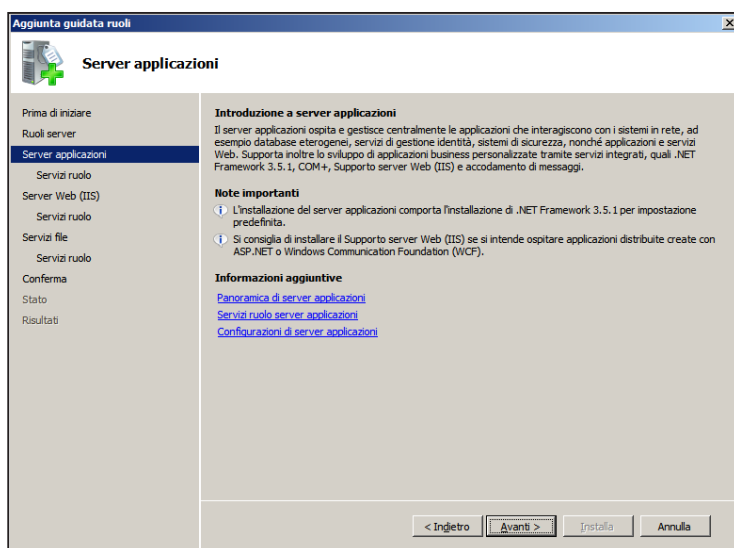 Aggiunta guidata ruoli
Server applicazioni
Prima di iniziare
Ruoli server
Server applicazioni
Servizi ruolo
Server Web (IIS)
Servizi ruolo
Servizi file
Servizi ruolo
Conferma
Stato
Risultati
Introduzione a server applicazioni
Il server applicazioni ospita e gestisce centralmente le applicazioni che interagiscono con i sistemi in rete, ad
esempio database eterogenei, servizi di gestione identità, sistemi di sicurezza, nonché applicazioni e servizi
Web. Supporta inoltre lo sviluppo di applicazioni business personalizzate tramite servizi integrati, quali .NET
Framework 3.5.1, COM+, Supporto server Web (IIS) e accodamento di messaggi.
Note importanti
L'installazione del server applicazioni comporta l'installazione di .NET Framework 3.5.1 per impostazione
predefinita.
Si consiglia di installare il Supporto server Web (IIS) se si intende ospitare applicazioni distribuite create con
ASP.NET o Windows Communication Foundation (WCF).
Informazioni aggiuntive
Panoramica di server applicazioni
Servizi ruolo server applicazioni
Configurazioni di server applicazioni
< Indietro
Avanti >
Installa
Annulla